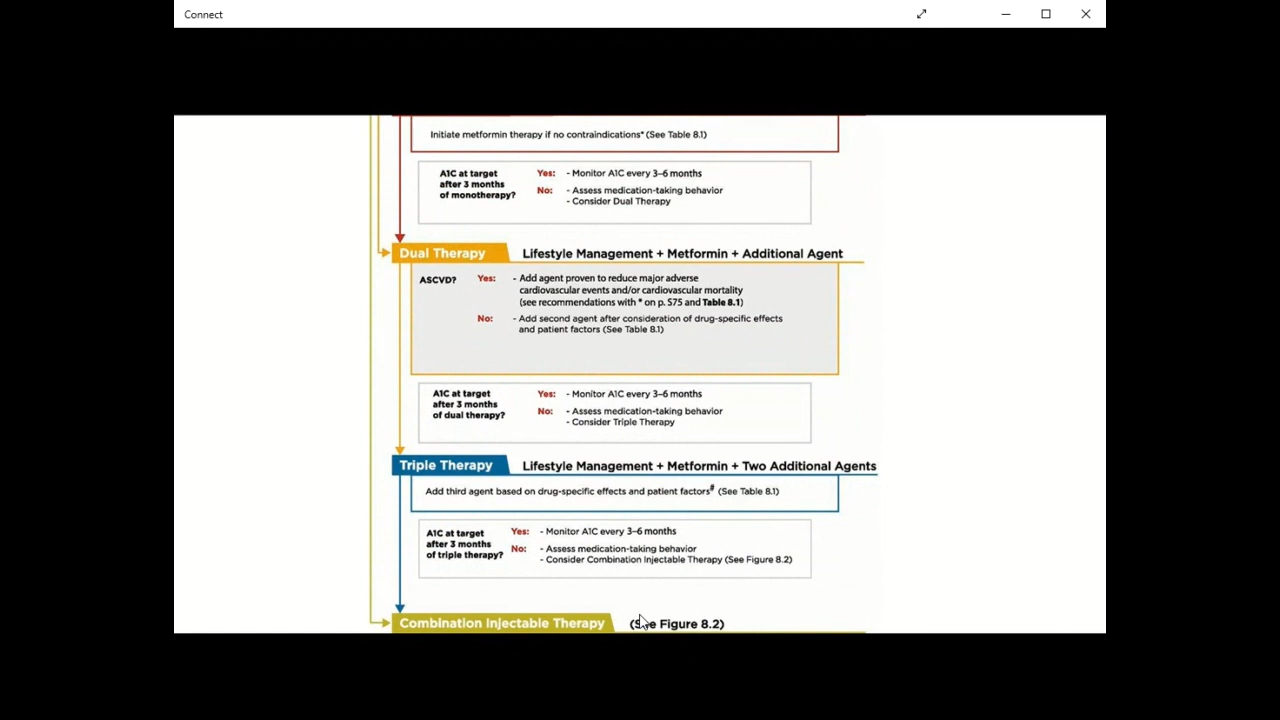 Connect
Initiate metformin therapy if no contraindications* (See Table 8.1)
A1C at target
after 3 months
of monotherapy?
Yes: - Monitor A1C every 3–6 months
No: - Assess medication-taking behavior
- Consider Dual Therapy
Dual Therapy Lifestyle Management + Metformin + Additional Agent
ASCVD? Yes: - Add agent proven to reduce major adverse
cardiovascular events and/or cardiovascular mortality
(see recommendations with * on p. S75 and Table 8.1)
No: - Add second agent after consideration of drug-specific effects
and patient factors (See Table 8.1)
A1C at target
after 3 months
of dual therapy?
Yes: - Monitor A1C every 3–6 months
No: - Assess medication-taking behavior
- Consider Triple Therapy
Triple Therapy Lifestyle Management + Metformin + Two Additional Agents
Add third agent based on drug-specific effects and patient factors# (See Table 8.1)
A1C at target
after 3 months
of triple therapy?
Yes: - Monitor A1C every 3–6 months
No: - Assess medication-taking behavior
- Consider Combination Injectable Therapy (See Figure 8.2)
Combination Injectable Therapy (See Figure 8.2)